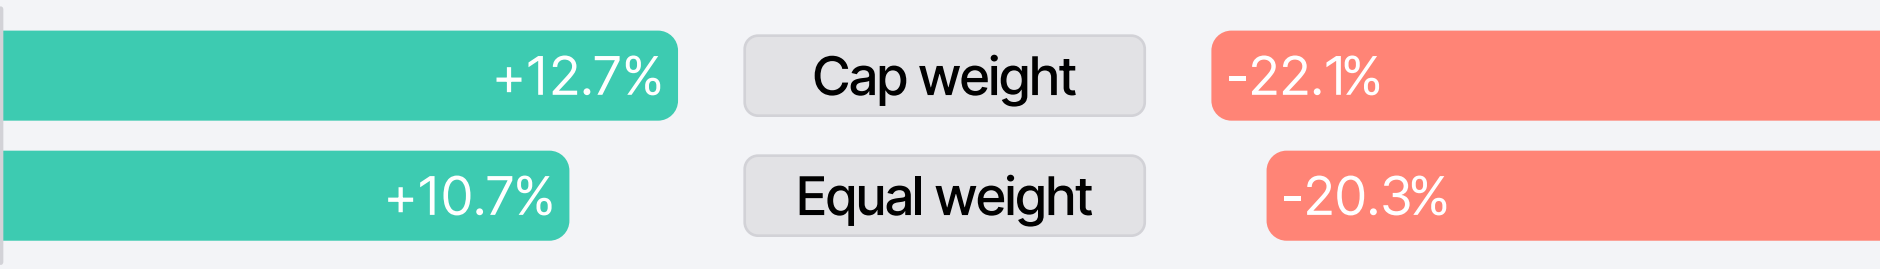 +12.7% Cap weight -22.1%
+10.7% Equal weight -20.3%